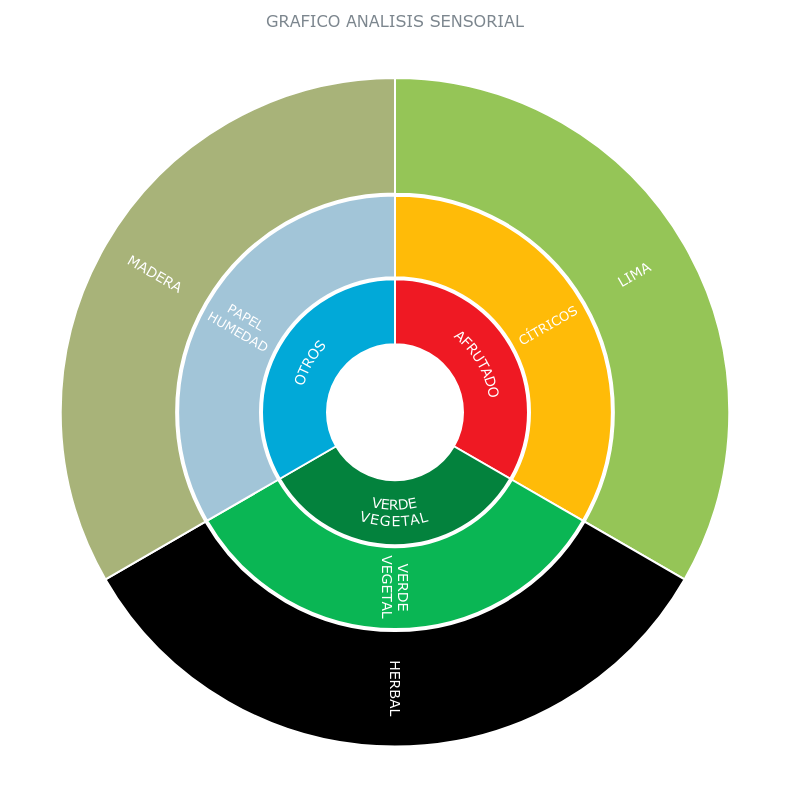 GRAFICO ANALISIS SENSORIAL
MADERA
LIMA
PAPEL
HUMEDAD
CÍTRICOS
OTROS
AFRUTADO
VERDE
VEGETAL
VERDE
VEGETAL
HERBAL